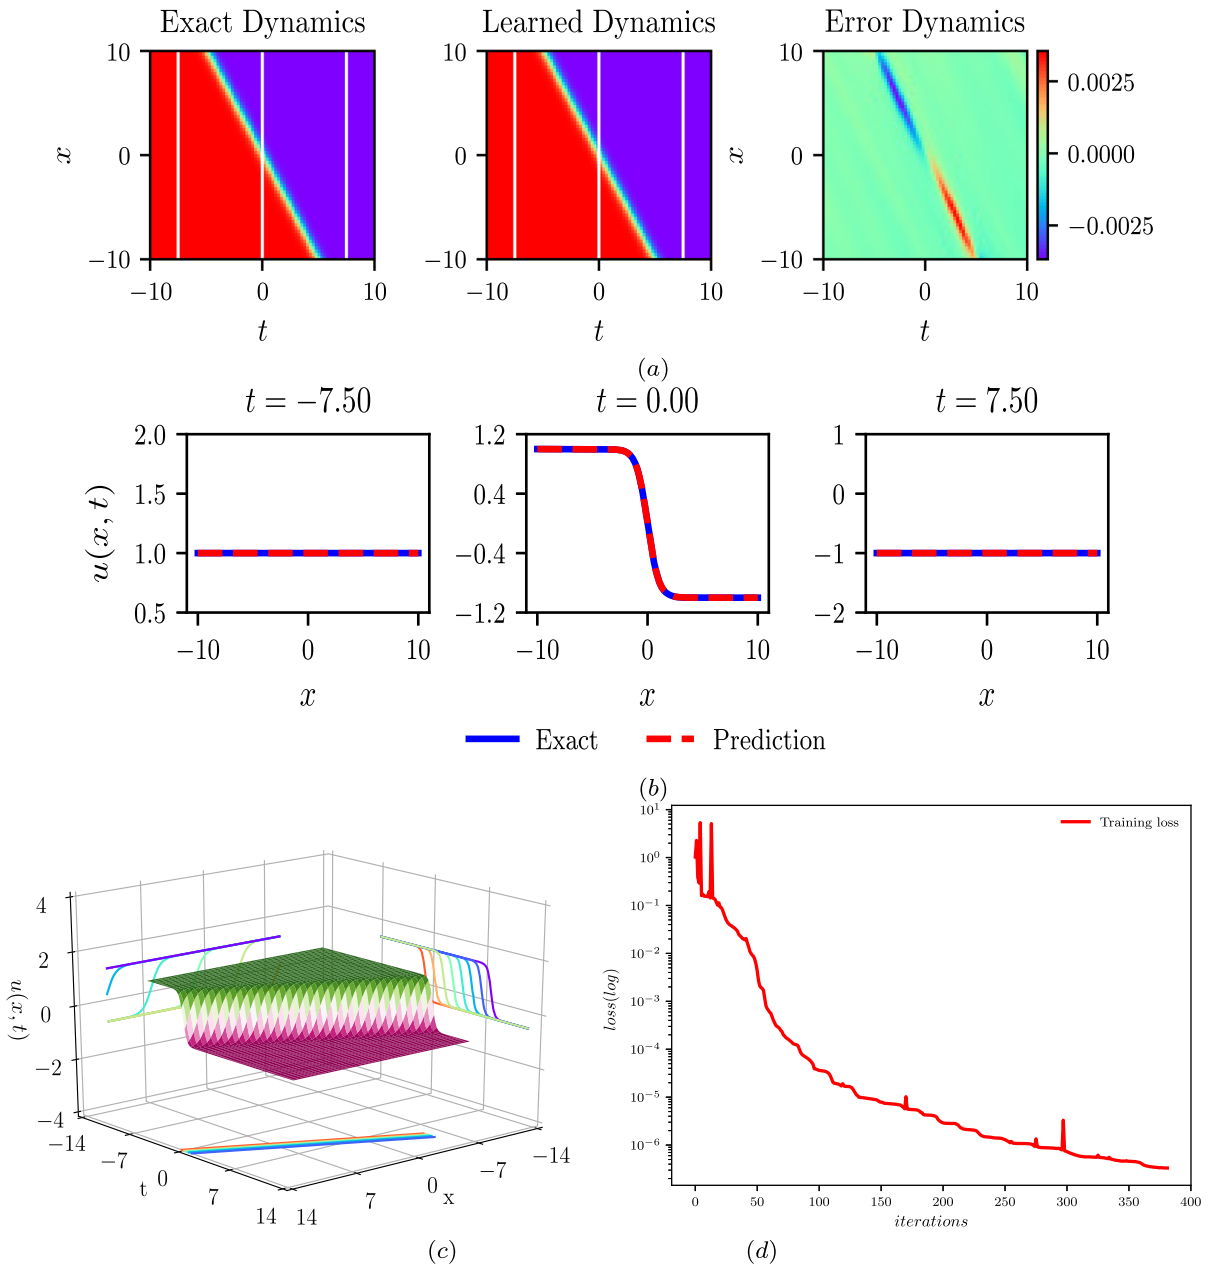 Exact Dynamics Learned Dynamics Error Dynamics
10 10 10 0.0025
x 0 0 x 0 0.0000
−10 −10 −10 −0.0025
−10 0 10 −10 0 10 −10 0 10
t t t
(a)
t = −7.50 t = 0.00 t = 7.50
2.0 1.2 1
1.5 0.4 0
u(x, t) 1.0 −0.4 −1
0.5 −1.2 −2
−10 0 10 −10 0 10 −10 0 10
x x x
Exact Prediction
(b)
4
2
0
−2
−4
u(x, t)
−14 −7 0 7 14
t
14 7 0 −7 −14
x
(c)
10¹
10⁰
10⁻¹
10⁻²
10⁻³
10⁻⁴
10⁻⁵
10⁻⁶
loss(log)
Training loss
0 50 100 150 200 250 300 350 400
iterations
(d)